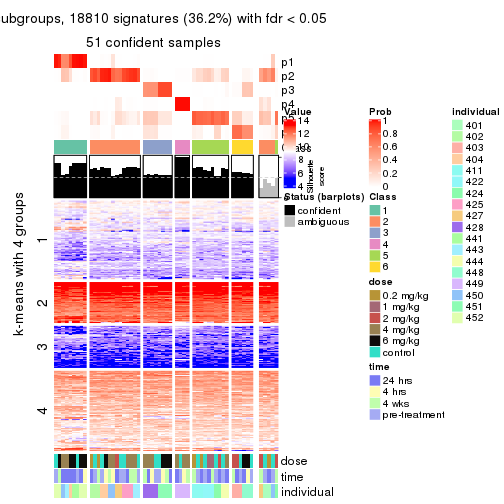 ubgroups, 18810 signatures (36.2%) with fdr < 0.05
51 confident samples
p1
p2
p3
p4
p5
Value
14
12
10
8
6
4
Silhouette
score
Status (barplots)
confident
ambiguous
Prob
1
0.8
0.6
0.4
0.2
0
Class
1
2
3
4
5
6
dose
0.2 mg/kg
1 mg/kg
2 mg/kg
4 mg/kg
6 mg/kg
control
time
24 hrs
4 hrs
4 wks
pre-treatment
Individual
401
402
403
404
411
422
424
425
427
428
441
443
444
448
449
450
451
452
k-means with 4 groups
1
2
3
4
dose
time
individual